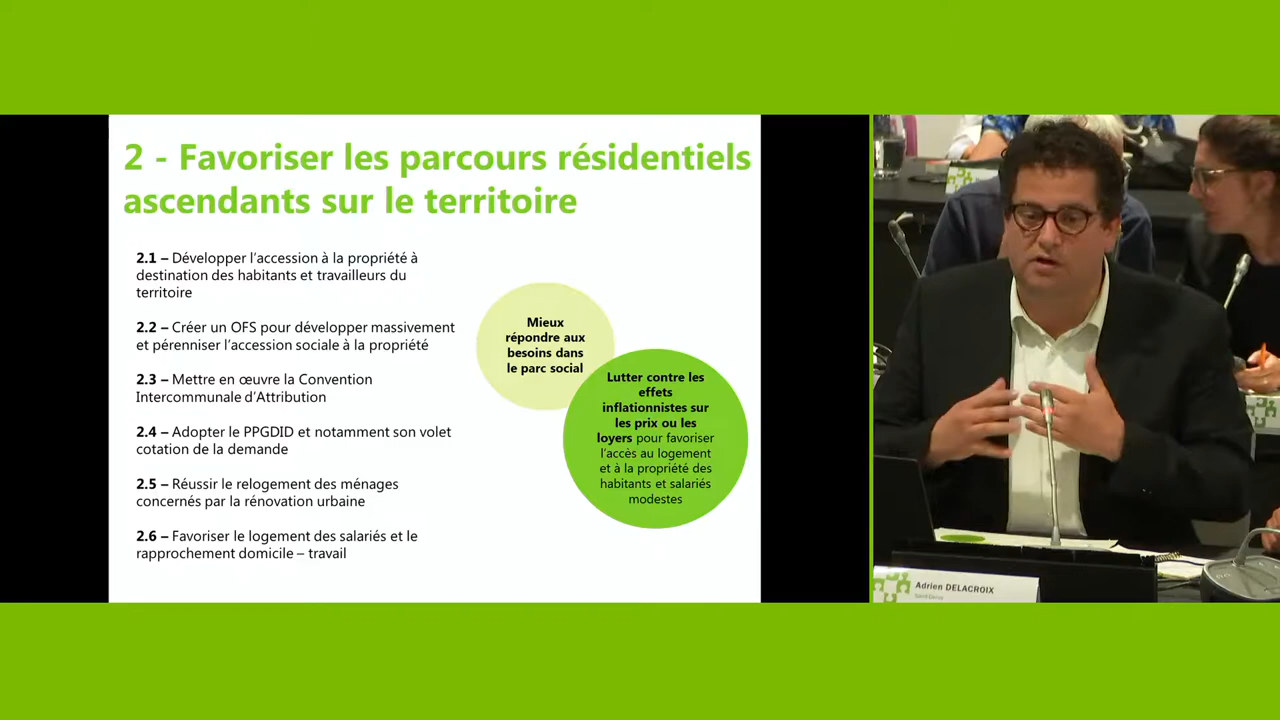 2 - Favoriser les parcours résidentiels
ascendants sur le territoire
2.1 – Développer l'accession à la propriété à
destination des habitants et travailleurs du
territoire
2.2 – Créer un OFS pour développer massivement
et pérenniser l'accession sociale à la propriété
2.3 – Mettre en œuvre la Convention
Intercommunale d'Attribution
2.4 – Adopter le PPGDID et notamment son volet
cotation de la demande
2.5 – Réussir le relogement des ménages
concernés par la rénovation urbaine
2.6 – Favoriser le logement des salariés et le
rapprochement domicile – travail
Mieux
répondre aux
besoins dans
le parc social
Lutter contre les
effets
inflationnistes sur
les prix ou les
loyers pour favoriser
l'accès au logement
et à la propriété des
habitants et salariés
modestes
Adrien DELACROIX
Saint-Denis